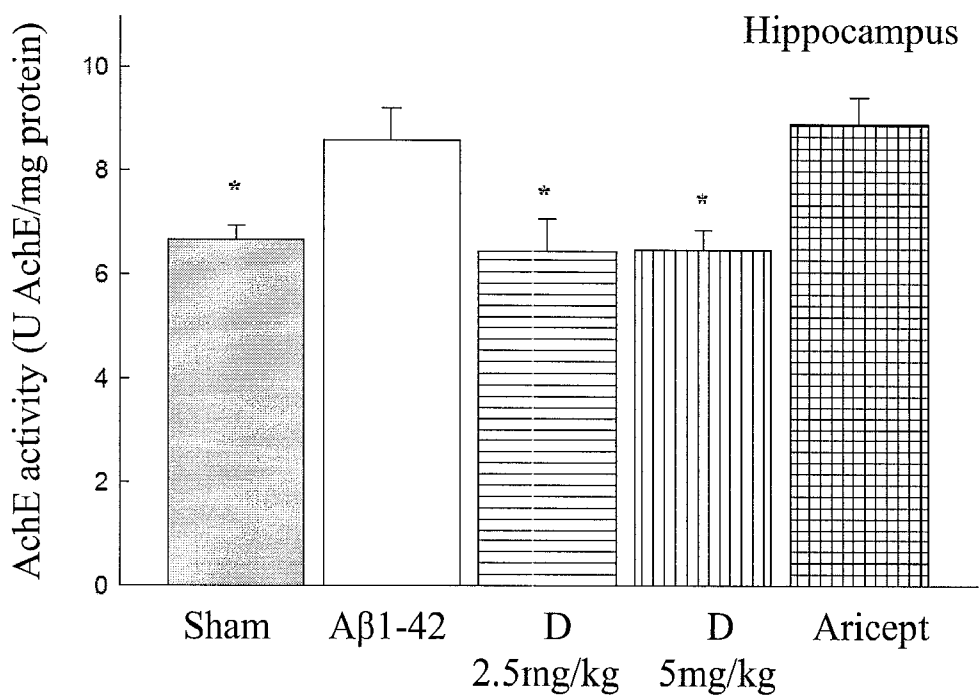 Hippocampus
AchE activity (U AchE/mg protein)
10
8
6
4
2
0
*
*
*
Sham
Aβ1-42
D
2.5mg/kg
D
5mg/kg
Aricept